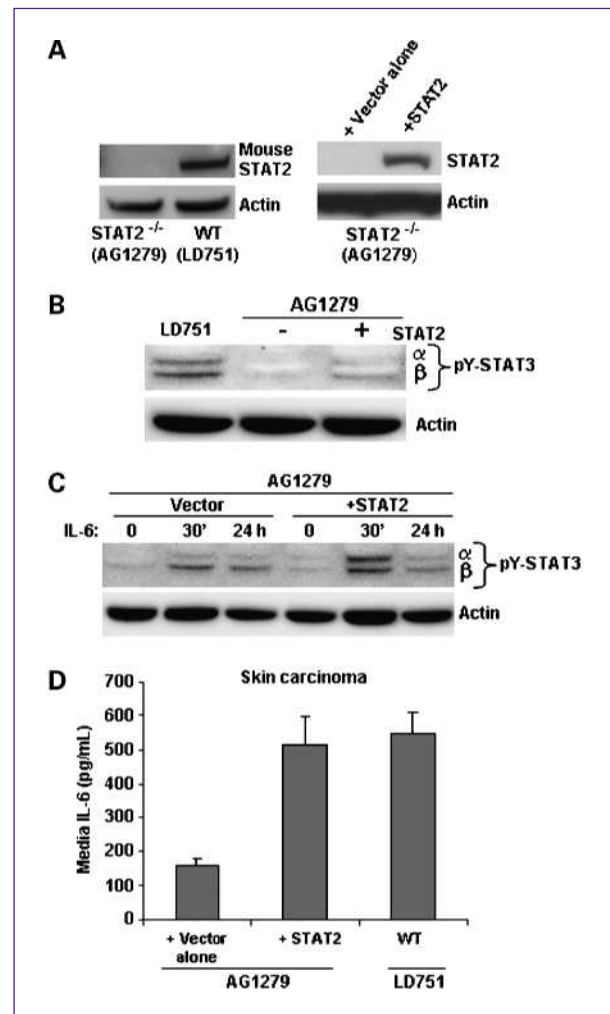 A
+ Vector alone
+STAT2
Mouse
STAT2
STAT2
Actin
Actin
STAT2 -/-
(AG1279)
WT
(LD751)
STAT2 -/-
(AG1279)
B
AG1279
LD751
-
+
STAT2
α
β
pY-STAT3
Actin
C
AG1279
Vector
+STAT2
IL-6:
0
30'
24 h
0
30'
24 h
α
β
pY-STAT3
Actin
D
Skin carcinoma
Media IL-6 (pg/mL)
700
600
500
400
300
200
100
0
+ Vector
alone
+ STAT2
WT
AG1279
LD751